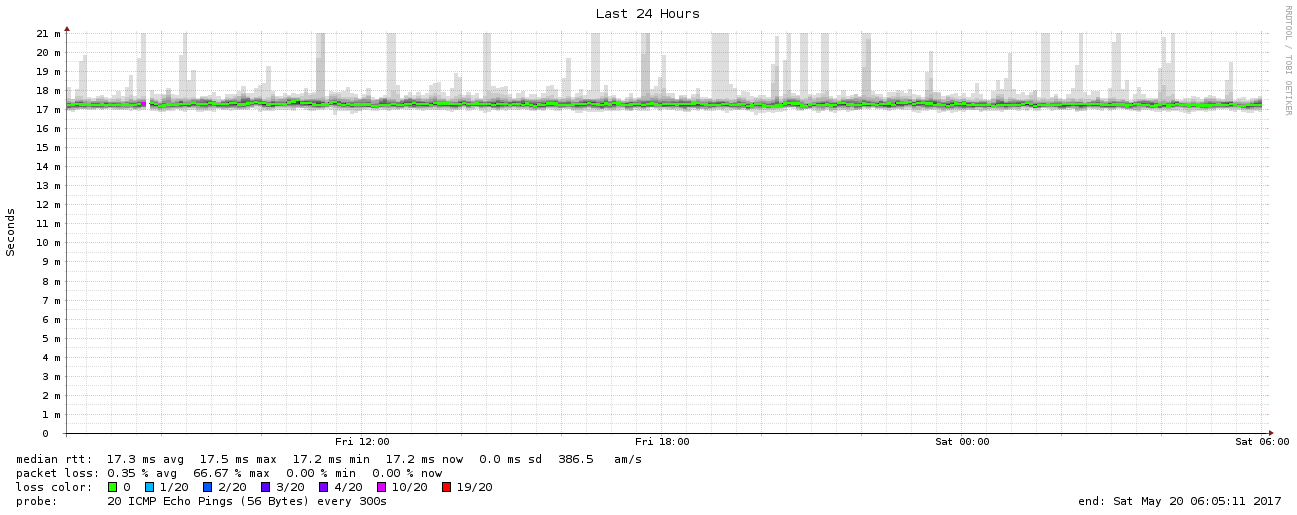 Last 24 Hours
RRDTOOL / TOBI OETIKER
Seconds
21 m
20 m
19 m
18 m
17 m
16 m
15 m
14 m
13 m
12 m
11 m
10 m
9 m
8 m
7 m
6 m
5 m
4 m
3 m
2 m
1 m
0
Fri 12:00 Fri 18:00 Sat 00:00 Sat 06:00
median rtt: 17.3 ms avg 17.5 ms max 17.2 ms min 17.2 ms now 0.0 ms sd 386.5 am/s
packet loss: 0.35 % avg 66.67 % max 0.00 % min 0.00 % now
loss color: 0 1/20 2/20 3/20 4/20 10/20 19/20
probe: 20 ICMP Echo Pings (56 Bytes) every 300s end: Sat May 20 06:05:11 2017